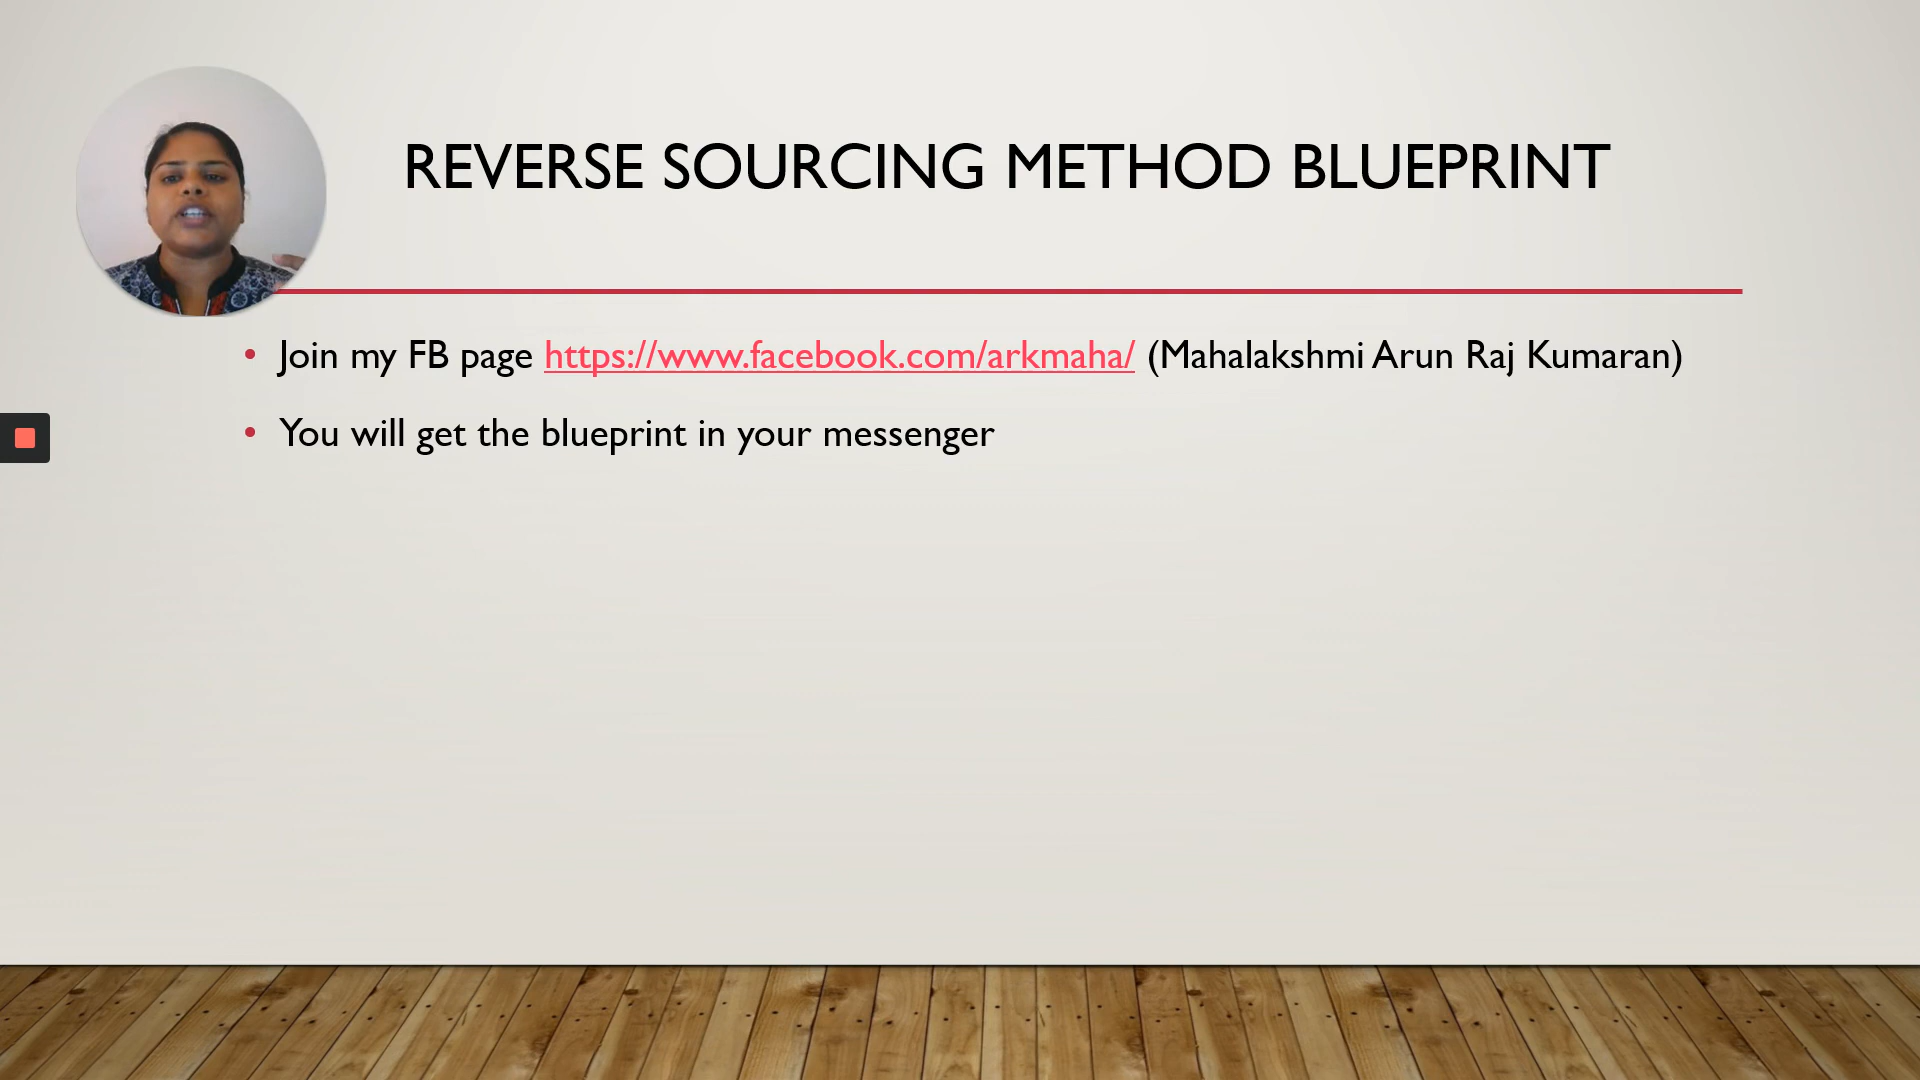 REVERSE SOURCING METHOD BLUEPRINT
• Join my FB page https://www.facebook.com/arkmaha/ (Mahalakshmi Arun Raj Kumaran)
• You will get the blueprint in your messenger